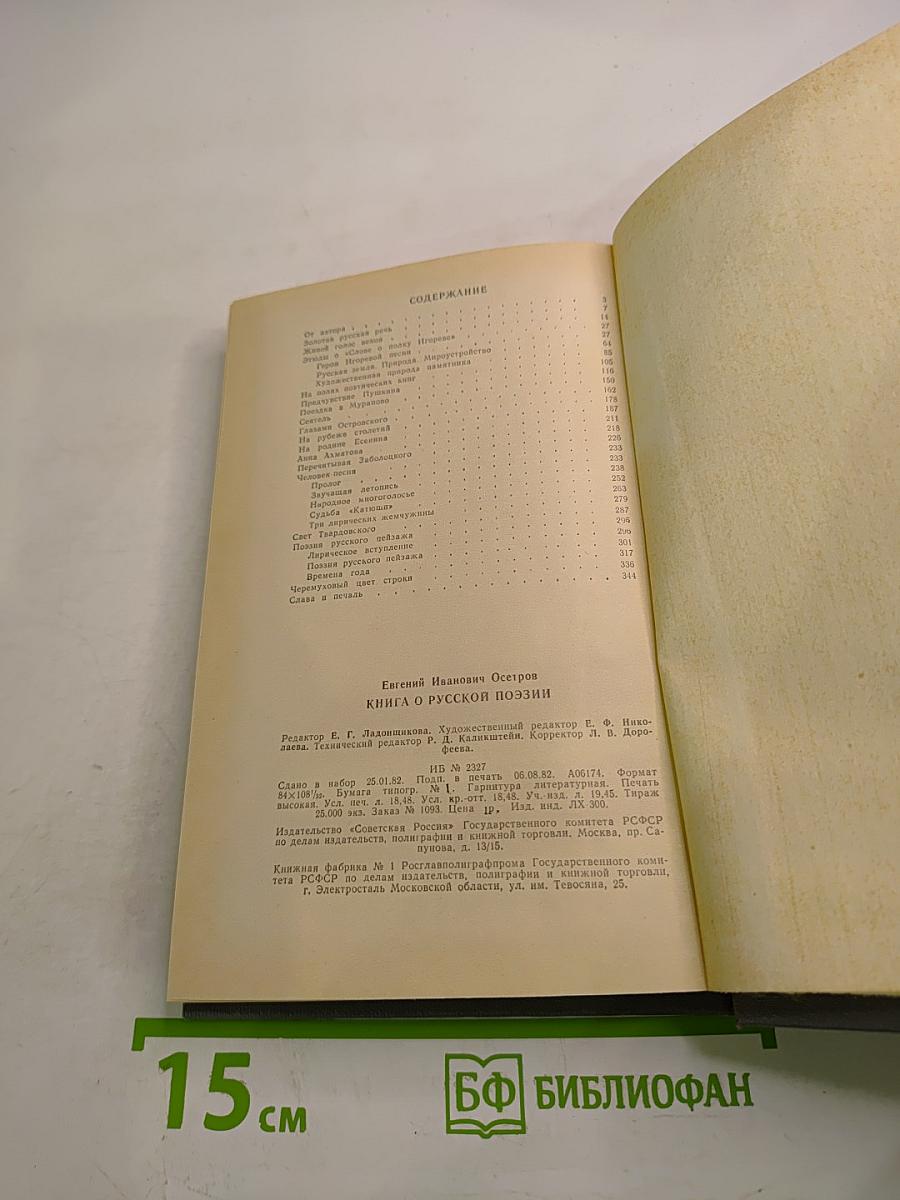 СОДЕРЖАНИЕ
От автора 3
Золотая русская речь 7
Живой голос веков 14
Этюды о «Слове о полку Игореве» 27
Герои Игоревой песни 27
Русская земля. Природа. Мироустройство 64
Художественная природа памятника 85
На полях поэтических книг 105
Предчувствие Пушкина 116
Поездка в Мураново 150
Сеятель 162
Глазами Островского 178
На рубеже столетий 187
На родине Есенина 211
Анна Ахматова 218
Перечитывая Заболоцкого 226
Человек-песня 233
Пролог 233
Звучащая летопись 238
Народное многоголосье 252
Судьба «Катюши» 263
Три лирических жемчужины 279
Свет Твардовского 287
Поэзия русского пейзажа 296
Лирическое вступление 296
Поэзия русского пейзажа 301
Времена года 317
Черемуховый цвет строки 336
Слава и печаль 344
Евгений Иванович Осетров
КНИГА О РУССКОЙ ПОЭЗИИ
Редактор Е. Г. Ладонщикова. Художественный редактор Е. Ф. Нико-
лаева. Технический редактор Р. Д. Каликштейн. Корректор Л. В. Доро-
феева.
ИБ № 2327
Сдано в набор 25.01.82. Подп. в печать 06.08.82. А06174. Формат
84×108¹/₃₂. Бумага типогр. № 1. Гарнитура литературная. Печать
высокая. Усл. печ. л. 18,48. Усл. кр.-отт. 18,48. Уч.-изд. л. 19,45. Тираж
25.000 экз. Заказ № 1093. Цена 1р. Изд. инд. ЛХ-300.
Издательство «Советская Россия» Государственного комитета РСФСР
по делам издательств, полиграфии и книжной торговли. Москва, пр. Са-
пунова, д. 13/15.
Книжная фабрика № 1 Росглавполиграфпрома Государственного коми-
тета РСФСР по делам издательств, полиграфии и книжной торговли,
г. Электросталь Московской области, ул. им. Тевосяна, 25.
15 см
БФ БИБЛИОФАН